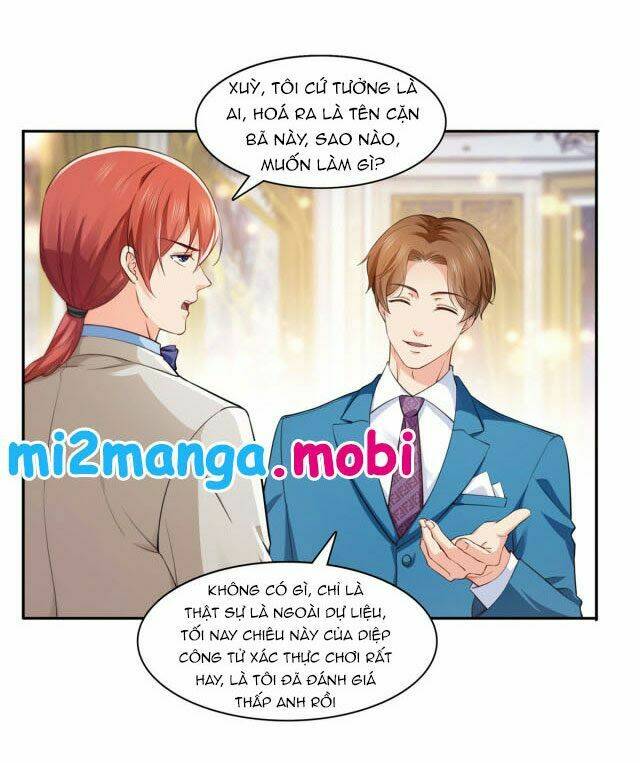 XUỲ, TÔI CỨ TƯỞNG LÀ
AI, HOÁ RA LÀ TÊN CẶN
BÃ NÀY, SAO NÀO,
MUỐN LÀM GÌ?
mi2manga.mobi
KHÔNG CÓ GÌ, CHỈ LÀ
THẬT SỰ LÀ NGOÀI DỰ LIỆU,
TỐI NAY CHIÊU NÀY CỦA DIỆP
CÔNG TỬ XÁC THỰC CHƠI RẤT
HAY, LÀ TÔI ĐÃ ĐÁNH GIÁ
THẤP ANH RỒI